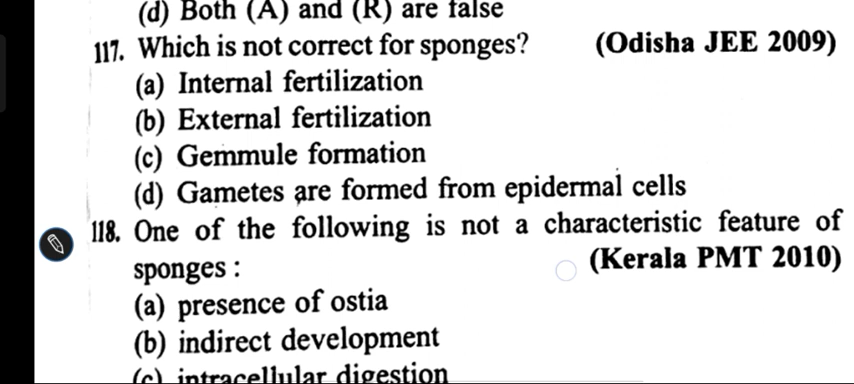 (d) Both (A) and (R) are false
117. Which is not correct for sponges? (Odisha JEE 2009)
(a) Internal fertilization
(b) External fertilization
(c) Gemmule formation
(d) Gametes are formed from epidermal cells
118. One of the following is not a characteristic feature of
sponges : (Kerala PMT 2010)
(a) presence of ostia
(b) indirect development
(c) intracellular digestion